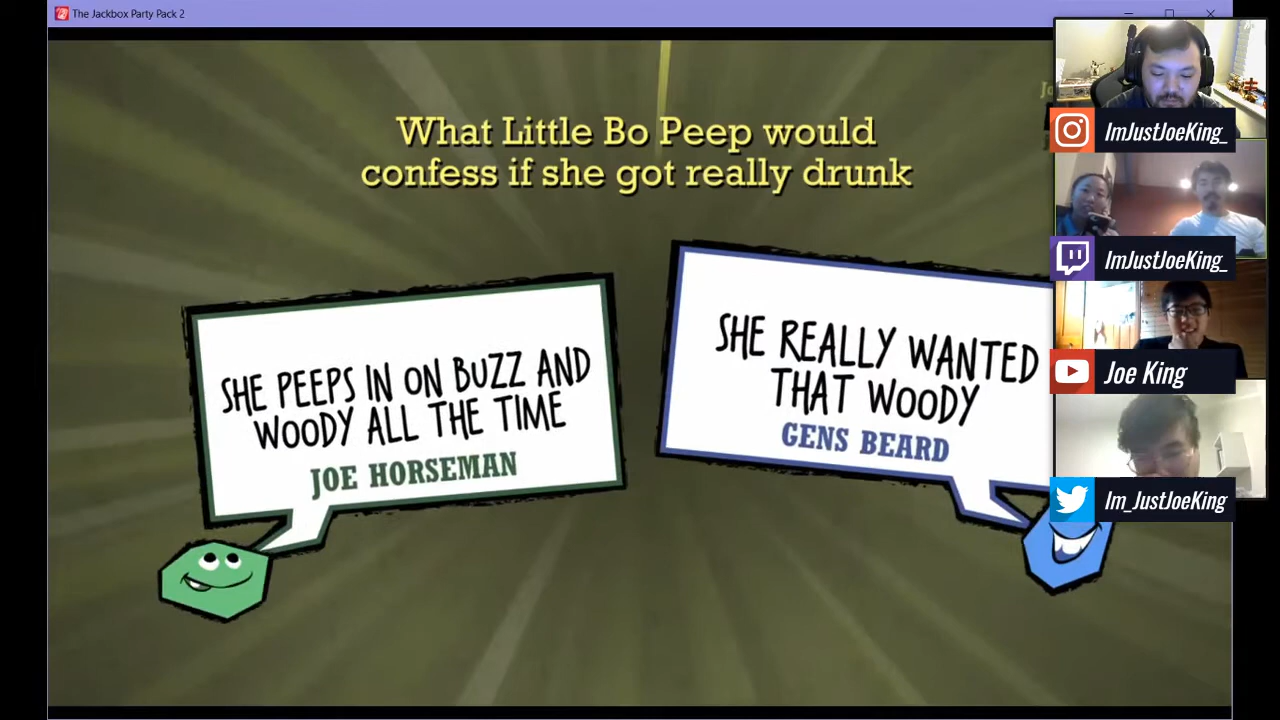 The Jackbox Party Pack 2
What Little Bo Peep would
confess if she got really drunk
SHE PEEPS IN ON BUZZ AND
WOODY ALL THE TIME
JOE HORSEMAN
SHE REALLY WANTED
THAT WOODY
GENS BEARD
ImJustJoeKing_
ImJustJoeKing_
Joe King
Im_JustJoeKing